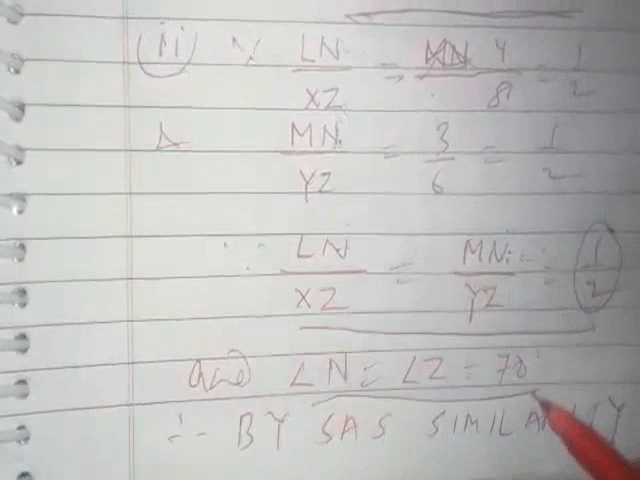 (ii) ∵ LN/XZ = 4/8 = 1/2
Δ MN/YZ = 3/6 = 1/2
∵ LN/XZ = MN/YZ = 1/2
and ∠N = ∠Z = 70°
∴ BY SAS SIMILARITY